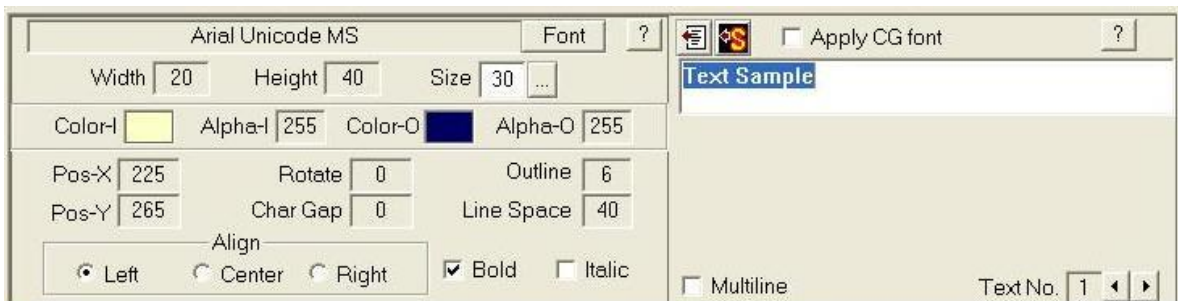 Arial Unicode MS Font ?
Width 20 Height 40 Size 30 ...
Color-I Alpha-I 255 Color-O Alpha-O 255
Pos-X 225 Rotate 0 Outline 6
Pos-Y 265 Char Gap 0 Line Space 40
Align
Left Center Right Bold Italic
S Apply CG font ?
Text Sample
Multiline Text No. 1